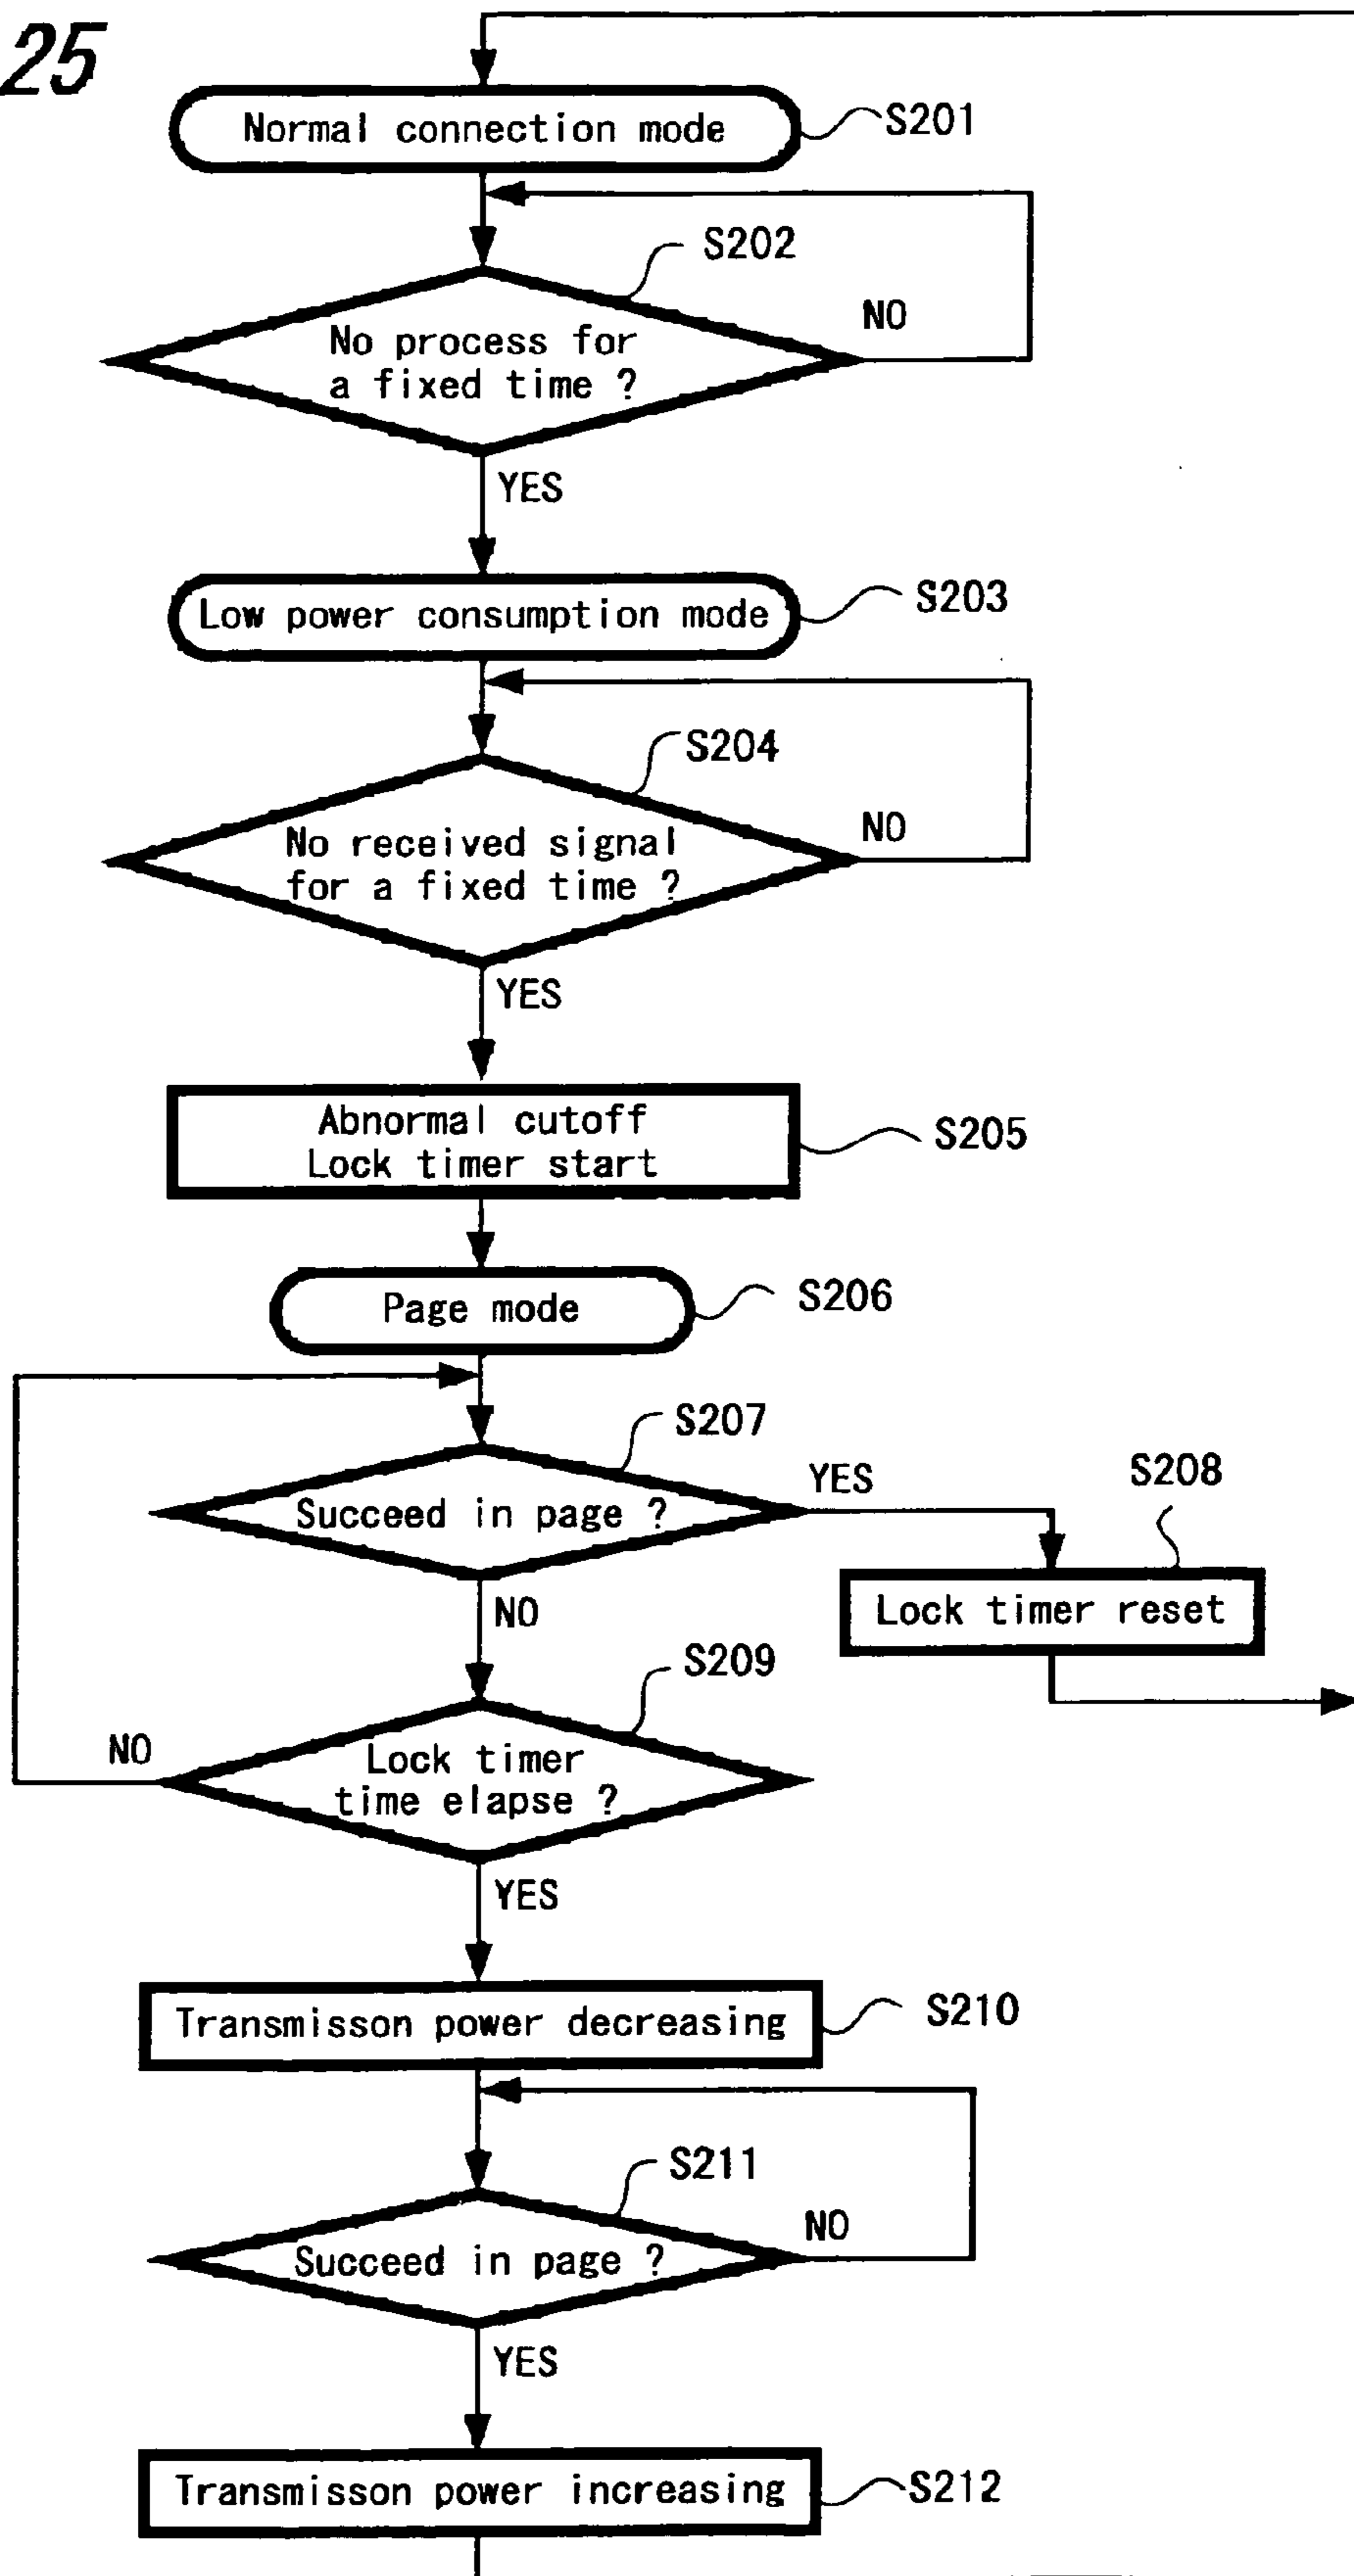 25
Normal connection mode
S201
S202
No process for
a fixed time ?
NO
YES
Low power consumption mode
S203
S204
No received signal
for a fixed time ?
NO
YES
Abnormal cutoff
Lock timer start
S205
Page mode
S206
S207
Succeed in page ?
YES
S208
Lock timer reset
NO
S209
Lock timer
time elapse ?
NO
YES
Transmisson power decreasing
S210
S211
Succeed in page ?
NO
YES
Transmisson power increasing
S212